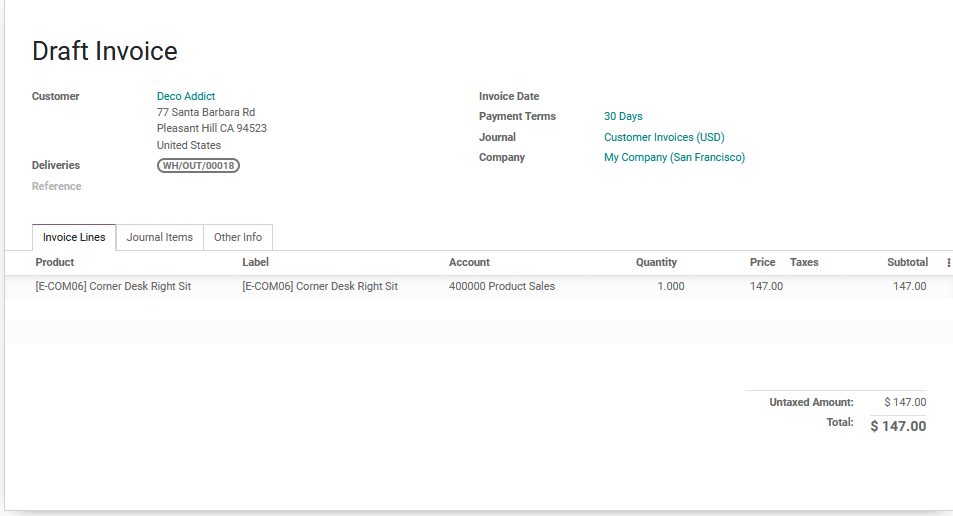 Draft Invoice
Customer Deco Addict Invoice Date
77 Santa Barbara Rd Payment Terms 30 Days
Pleasant Hill CA 94523 Journal Customer Invoices (USD)
United States Company My Company (San Francisco)
Deliveries WH/OUT/00018
Reference
Invoice Lines Journal Items Other Info
Product Label Account Quantity Price Taxes Subtotal
[E-COM06] Corner Desk Right Sit [E-COM06] Corner Desk Right Sit 400000 Product Sales 1.000 147.00 147.00
Untaxed Amount: $ 147.00
Total: $ 147.00